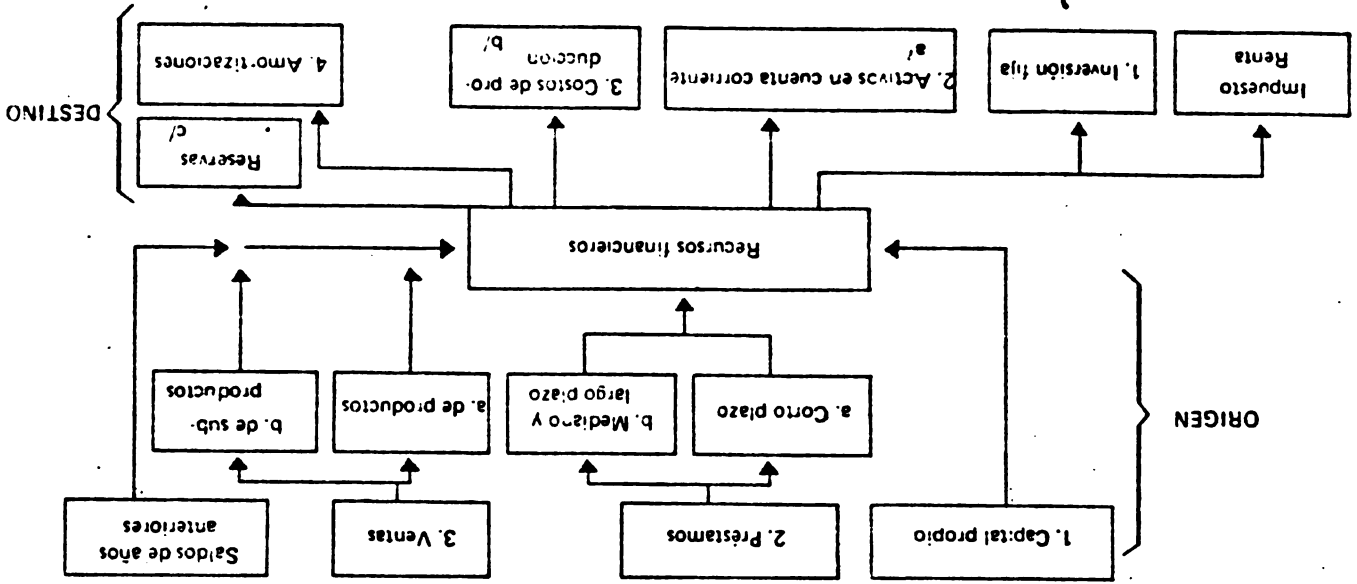 ORIGEN
1. Capital propio
2. Préstamos
3. Ventas
Saldos de años
anteriores
a. Corto plazo
b. Mediano y
largo plazo
a. de productos
b. de sub-
productos
Recursos financieros
DESTINO
Impuesto
Renta
1. Inversión fija
2. Activos en cuenta corriente
a/
3. Costos de pro-
ducción
b/
Reservas
c/
4. Amortizaciones